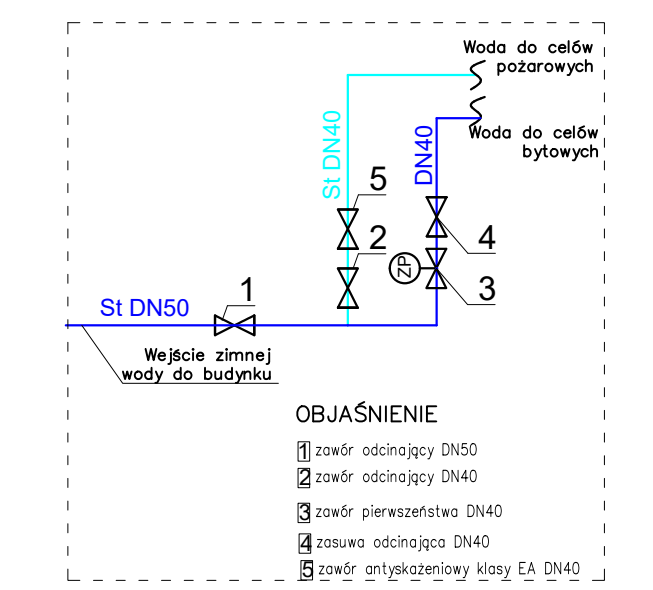 Woda do celów
pożarowych
Woda do celów
bytowych
St DN40
DN40
5
2
4
3
ZP
1
St DN50
Wejście zimnej
wody do budynku
OBJAŚNIENIE
1 zawór odcinający DN50
2 zawór odcinający DN40
3 zawór pierwszeństwa DN40
4 zasuwa odcinająca DN40
5 zawór antyskażeniowy klasy EA DN40